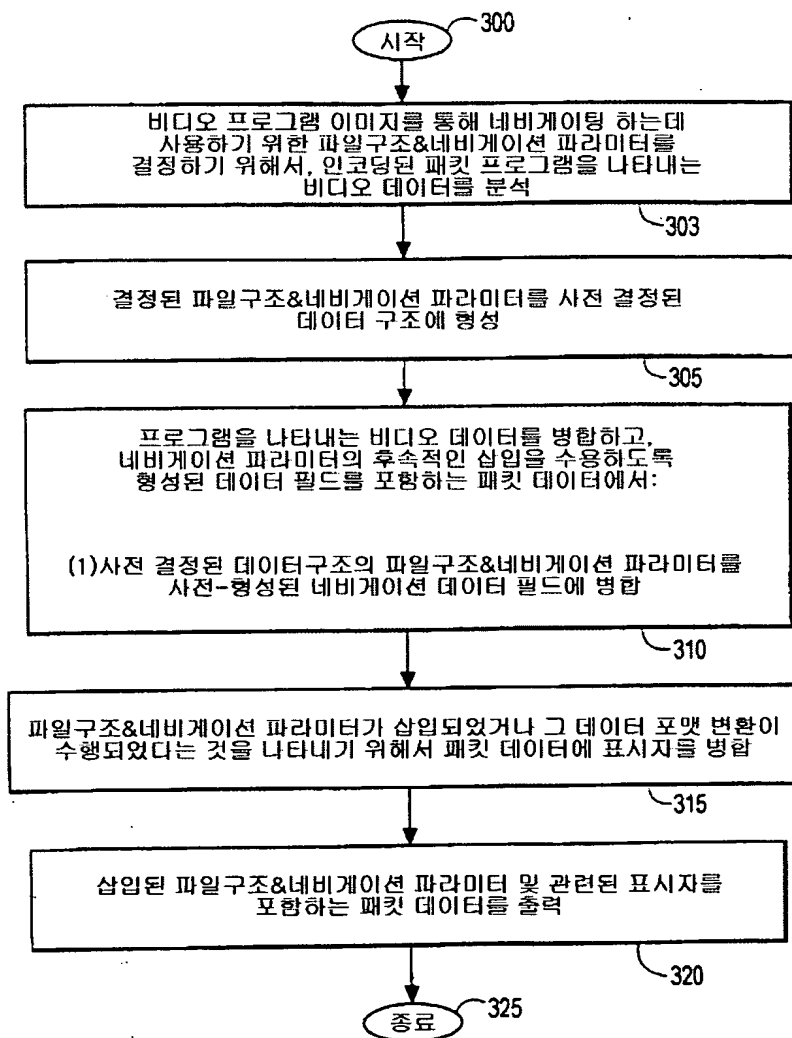 시작
300
비디오 프로그램 이미지를 통해 네비게이팅 하는데
사용하기 위한 파일구조&네비게이션 파라미터를
결정하기 위해서, 인코딩된 패킷 프로그램을 나타내는
비디오 데이터를 분석
303
결정된 파일구조&네비게이션 파라미터를 사전 결정된
데이터 구조에 형성
305
프로그램을 나타내는 비디오 데이터를 병합하고,
네비게이션 파라미터의 후속적인 삽입을 수용하도록
형성된 데이터 필드를 포함하는 패킷 데이터에서:
(1)사전 결정된 데이터구조의 파일구조&네비게이션 파라미터를
사전-형성된 네비게이션 데이터 필드에 병합
310
파일구조&네비게이션 파라미터가 삽입되었거나 그 데이터 포맷 변환이
수행되었다는 것을 나타내기 위해서 패킷 데이터에 표시자를 병합
315
삽입된 파일구조&네비게이션 파라미터 및 관련된 표시자를
포함하는 패킷 데이터를 출력
320
종료
325